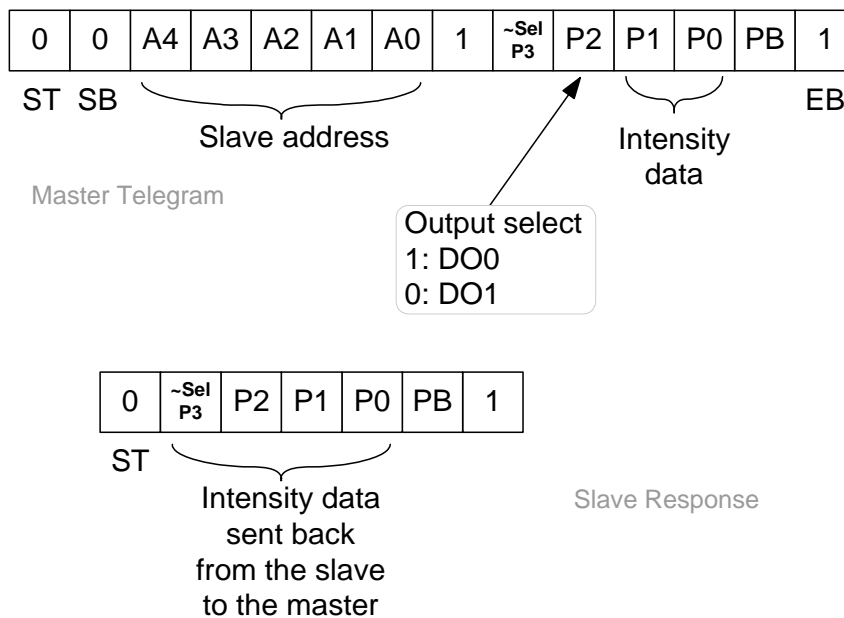 0 0 A4 A3 A2 A1 A0 1 ~Sel P3 P2 P1 P0 PB 1
ST SB EB
Slave address
Intensity
data
Master Telegram
Output select
1: DO0
0: DO1
0 ~Sel P3 P2 P1 P0 PB 1
ST
Intensity data
sent back
from the slave
to the master
Slave Response